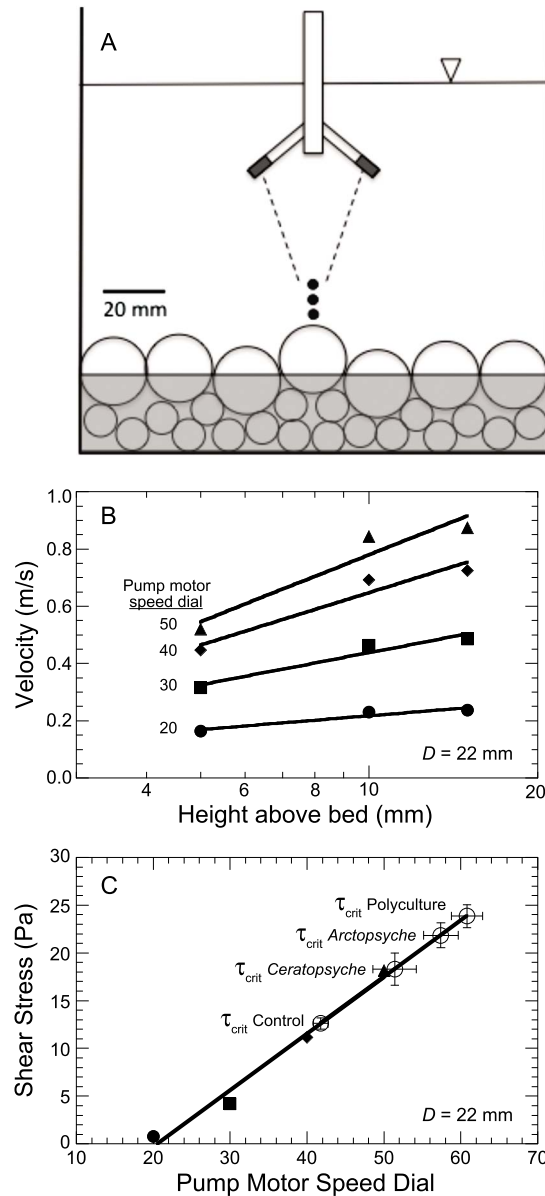 A
20 mm
B
1.0
0.8
0.6
0.4
0.2
0.0
Velocity (m/s)
Pump motor
speed dial
50
40
30
20
D = 22 mm
4
6
8
10
20
Height above bed (mm)
C
30
25
20
15
10
5
0
Shear Stress (Pa)
τcrit Polyculture
τcrit Arctopsyche
τcrit Ceratopsyche
τcrit Control
D = 22 mm
10
20
30
40
50
60
70
Pump Motor Speed Dial